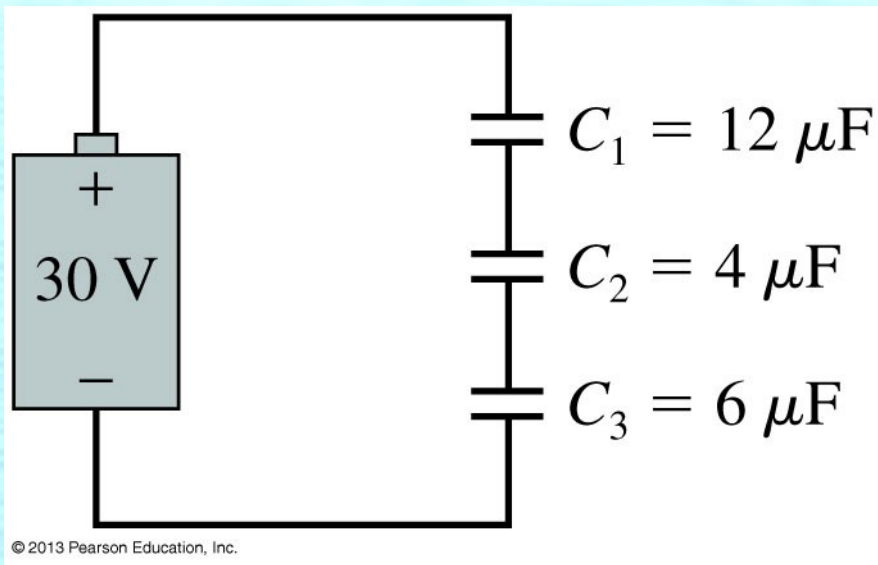 C₁ = 12 μF
+
30 V
C₂ = 4 μF
−
C₃ = 6 μF
© 2013 Pearson Education, Inc.